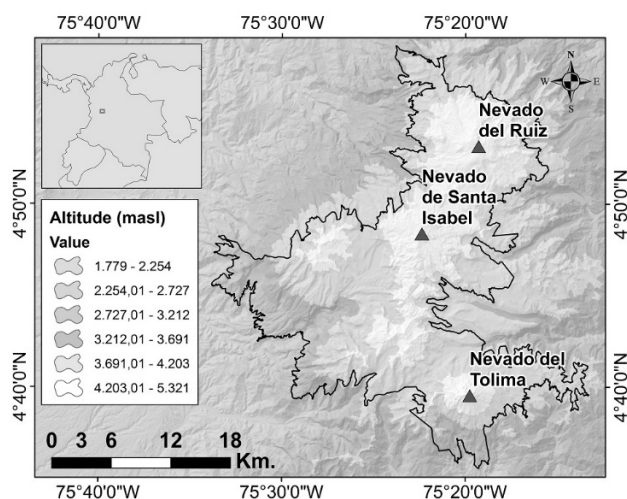 75°40'0"W 75°30'0"W 75°20'0"W
N
W E
S
Nevado
del Ruiz
Nevado
de Santa
Isabel
4°50'0"N 4°50'0"N
Altitude (masl)
Value
1.779 - 2.254
2.254,01 - 2.727
2.727,01 - 3.212
3.212,01 - 3.691
3.691,01 - 4.203
4.203,01 - 5.321
Nevado del
Tolima
4°40'0"N 4°40'0"N
0 3 6 12 18
Km.
75°40'0"W 75°30'0"W 75°20'0"W